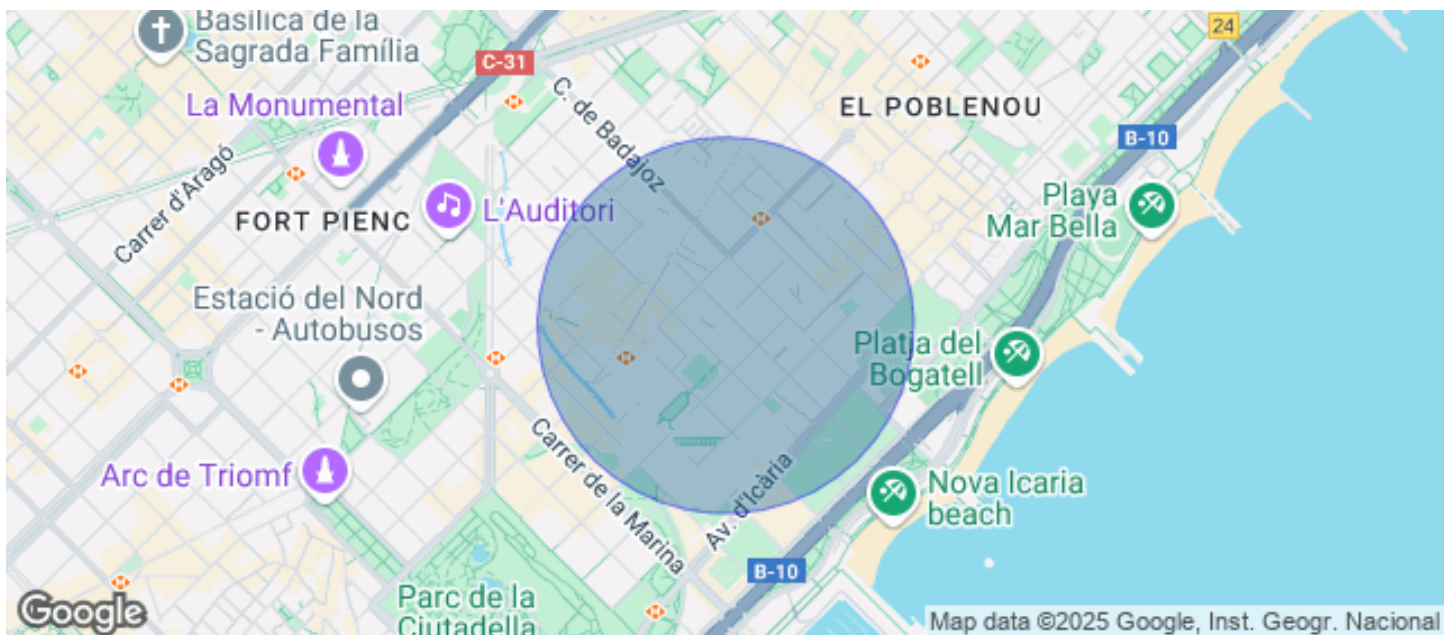 Basílica de la
Sagrada Família
24
C-31
La Monumental
C. de Badajoz
EL POBLENOU
B-10
Carrer d'Aragó
L'Auditori
FORT PIENC
Playa
Mar Bella
Estació del Nord
- Autobusos
Platja del
Bogatell
Arc de Triomf
Carrer de la Marina
Av. d'Icària
Nova Icaria
beach
B-10
Parc de la
Ciutadella
Google
Map data ©2025 Google, Inst. Geogr. Nacional